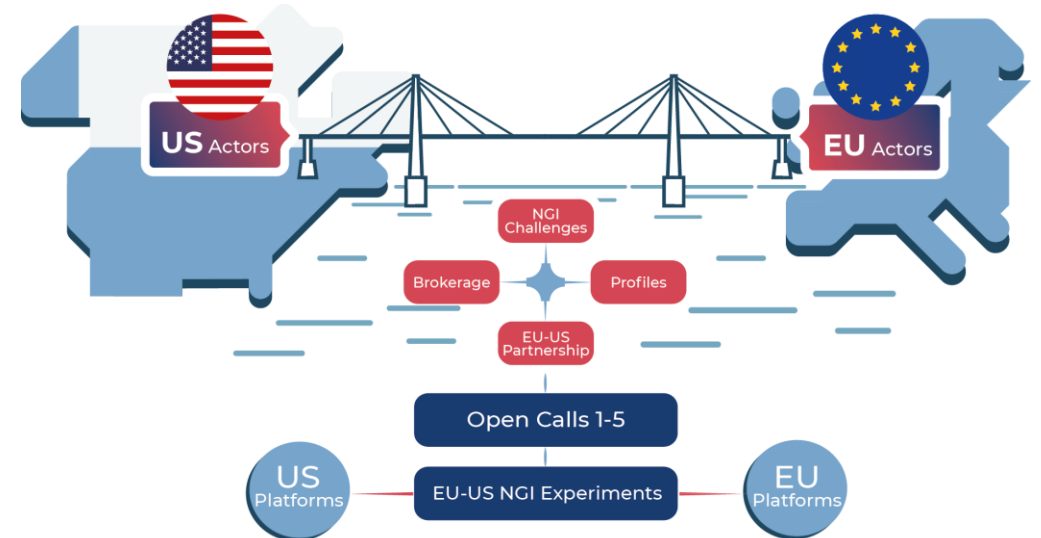 US Actors
EU Actors
NGI
Challenges
Brokerage
Profiles
EU-US
Partnership
Open Calls 1-5
US
Platforms
EU-US NGI Experiments
EU
Platforms